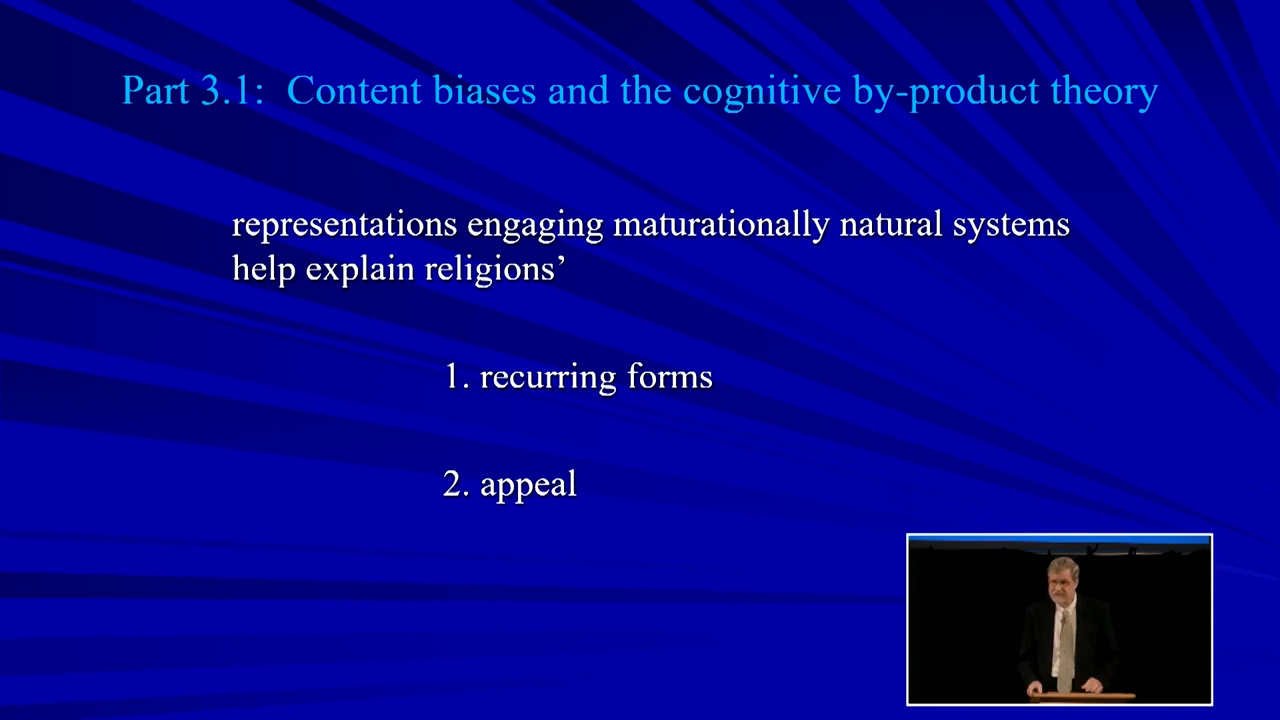 Part 3.1: Content biases and the cognitive by-product theory
representations engaging maturationally natural systems
help explain religions’
1. recurring forms
2. appeal